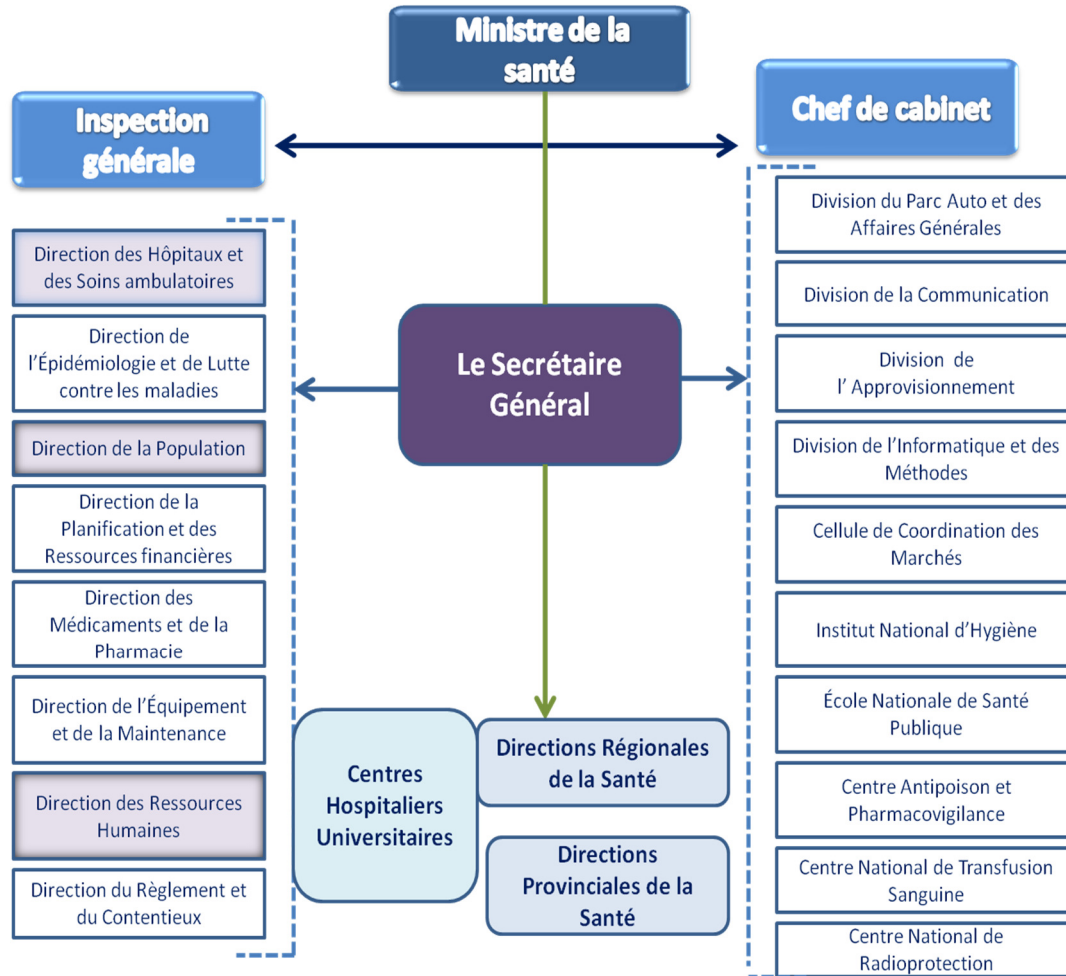 Ministre de la
santé
Inspection
générale
Chef de cabinet
Direction des Hôpitaux et
des Soins ambulatoires
Direction de
l'Épidémiologie et de Lutte
contre les maladies
Direction de la Population
Direction de la
Planification et des
Ressources financières
Direction des
Médicaments et de la
Pharmacie
Direction de l'Équipement
et de la Maintenance
Direction des Ressources
Humaines
Direction du Règlement et
du Contentieux
Le Secrétaire
Général
Centres
Hospitaliers
Universitaires
Directions Régionales
de la Santé
Directions
Provinciales de la
Santé
Division du Parc Auto et des
Affaires Générales
Division de la Communication
Division de
l' Approvisionnement
Division de l'Informatique et des
Méthodes
Cellule de Coordination des
Marchés
Institut National d'Hygiène
École Nationale de Santé
Publique
Centre Antipoison et
Pharmacovigilance
Centre National de Transfusion
Sanguine
Centre National de
Radioprotection